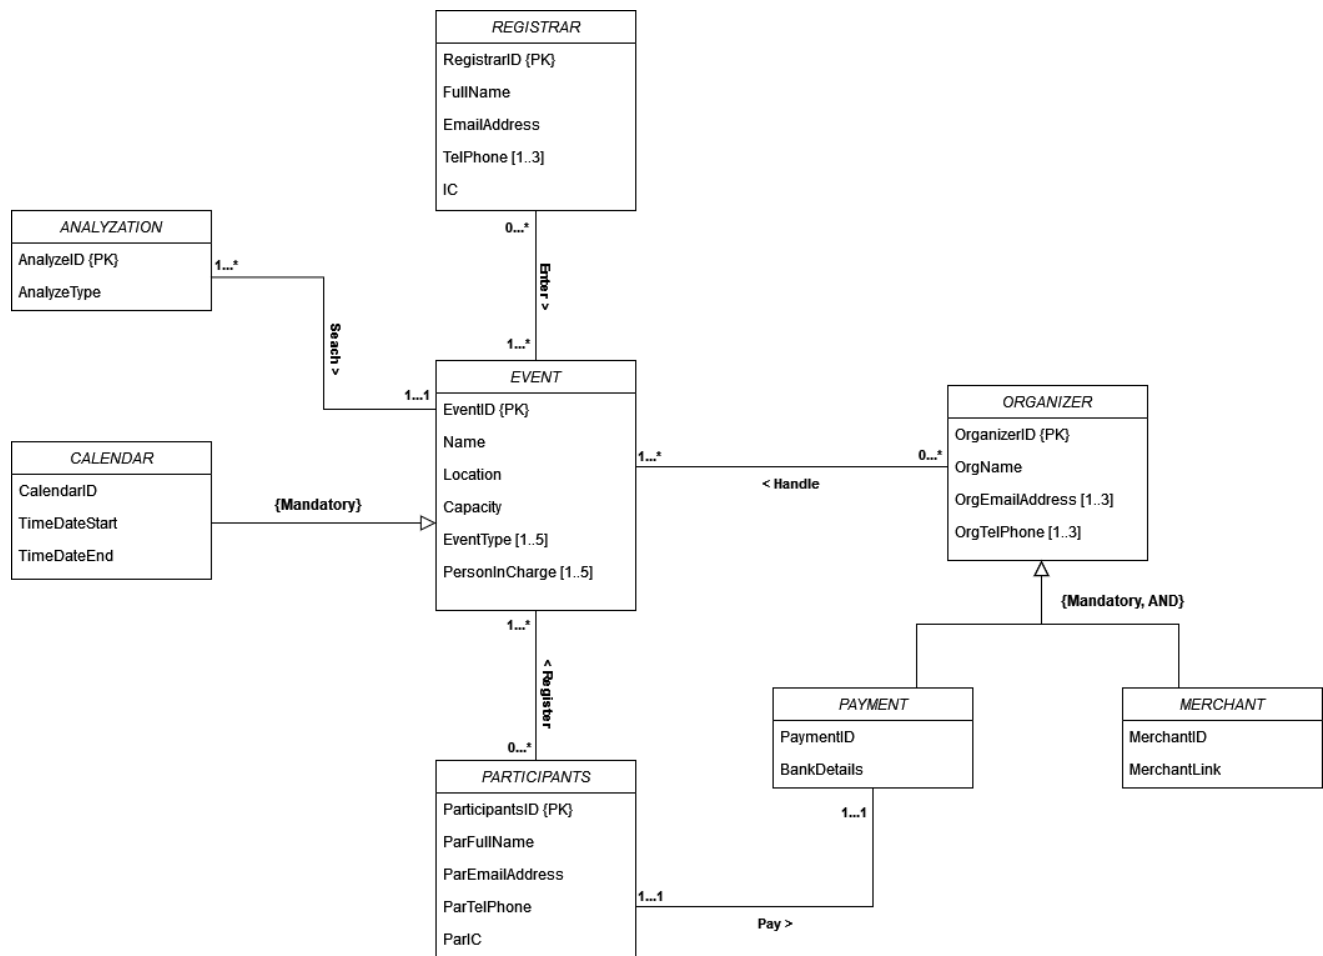 REGISTRAR
RegistrarID {PK}
FullName
EmailAddress
TelPhone [1..3]
IC
0...*
Enter >
1...*
ANALYZATION
AnalyzeID {PK}
AnalyzeType
1...*
Seach >
1...1
EVENT
EventID {PK}
Name
Location
Capacity
EventType [1..5]
PersonInCharge [1..5]
CALENDAR
CalendarID
TimeDateStart
TimeDateEnd
{Mandatory}
1...*
0...*
< Handle
ORGANIZER
OrganizerID {PK}
OrgName
OrgEmailAddress [1..3]
OrgTelPhone [1..3]
{Mandatory, AND}
1...*
< Register
0...*
PAYMENT
PaymentID
BankDetails
MERCHANT
MerchantID
MerchantLink
PARTICIPANTS
ParticipantsID {PK}
ParFullName
ParEmailAddress
ParTelPhone
ParIC
1...1
1...1
Pay >